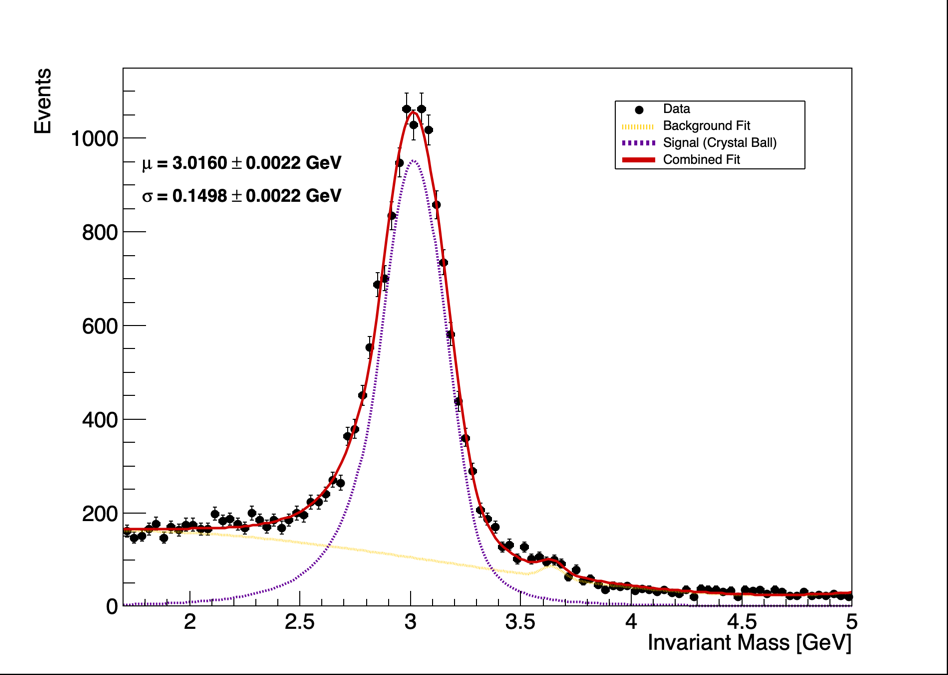 Events
1000
800
600
400
200
0
μ = 3.0160 ± 0.0022 GeV
σ = 0.1498 ± 0.0022 GeV
Data
Background Fit
Signal (Crystal Ball)
Combined Fit
2 2.5 3 3.5 4 4.5 5
Invariant Mass [GeV]